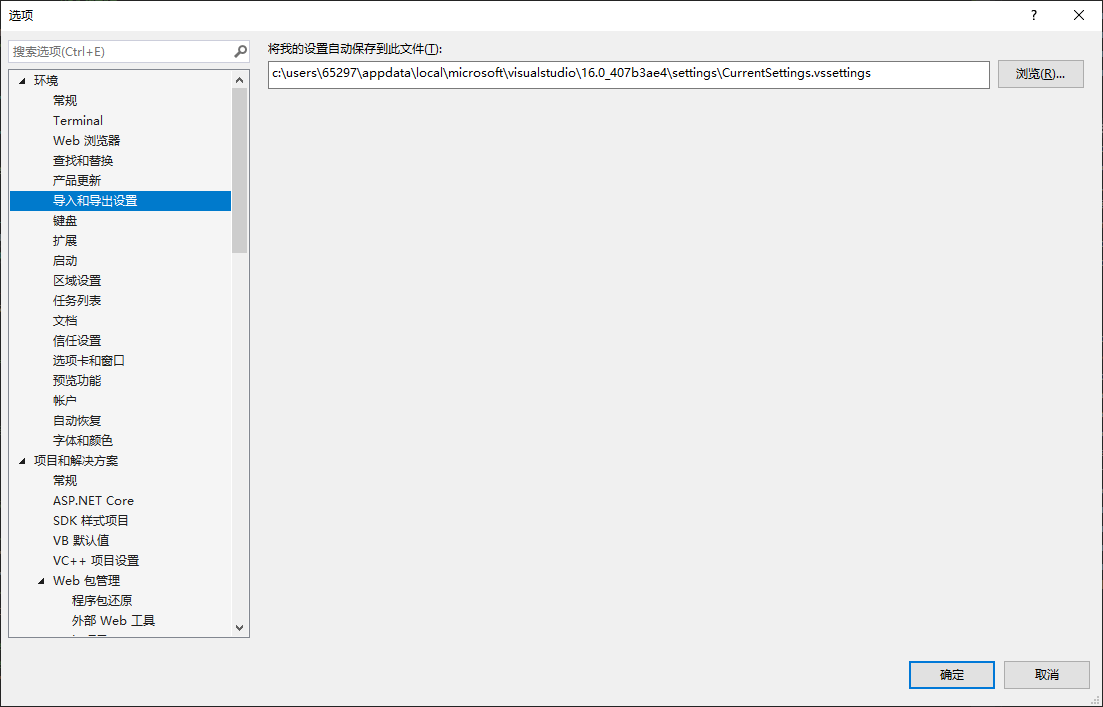 选项
搜索选项(Ctrl+E)
环境
常规
Terminal
Web 浏览器
查找和替换
产品更新
导入和导出设置
键盘
扩展
启动
区域设置
任务列表
文档
信任设置
选项卡和窗口
预览功能
帐户
自动恢复
字体和颜色
项目和解决方案
常规
ASP.NET Core
SDK 样式项目
VB 默认值
VC++ 项目设置
Web 包管理
程序包还原
外部 Web 工具
将我的设置自动保存到此文件(T):
c:\users\65297\appdata\local\microsoft\visualstudio\16.0_407b3ae4\settings\CurrentSettings.vssettings
浏览(R)...
确定
取消